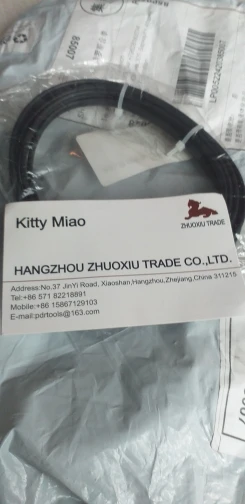 85007
Kitty Miao
ZHUOXIU TRADE
HANGZHOU ZHUOXIU TRADE CO.,LTD.
Address:No.37 JinYi Road, Xiaoshan,Hangzhou,Zhejiang,China 311215
Tel:+86 571 82218891
Mobile:+86 15867129103
E-mail:pdrtools@163.com